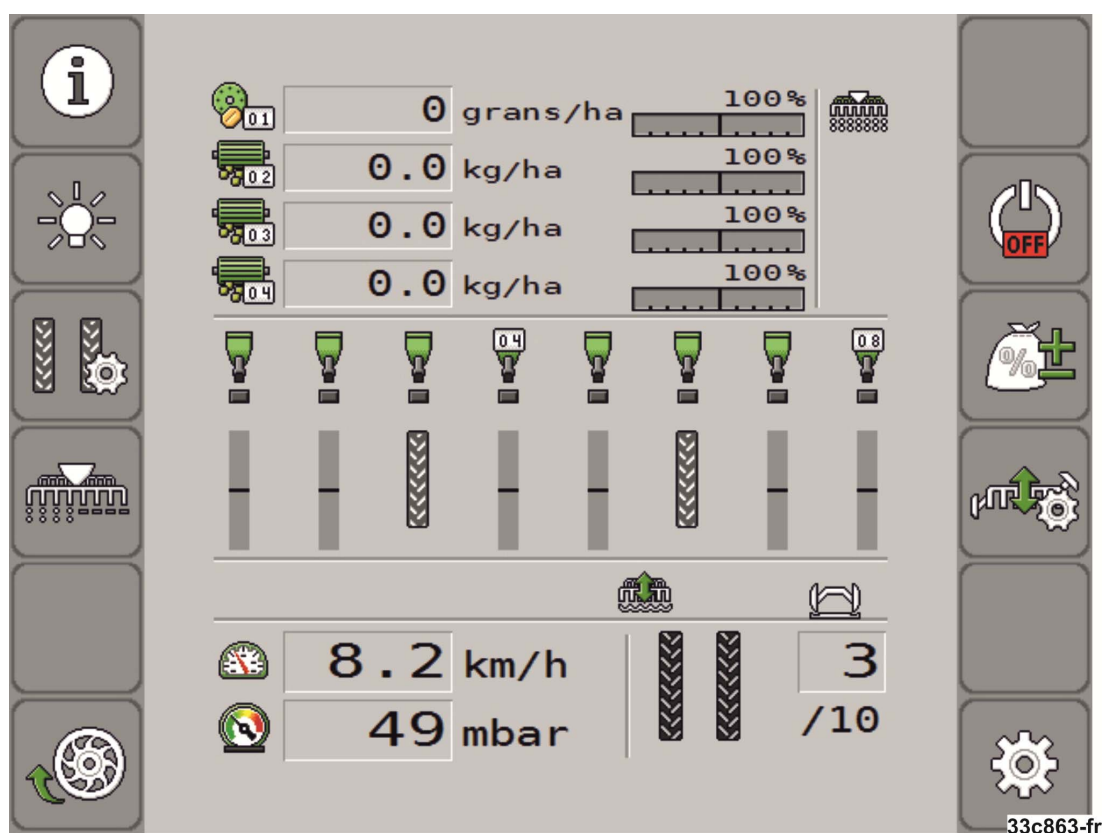 i
01 0 grans/ha 100%
02 0.0 kg/ha 100%
03 0.0 kg/ha 100%
04 0.0 kg/ha 100%
OFF
04 08
%
8.2 km/h 3
49 mbar /10
33c863-fr